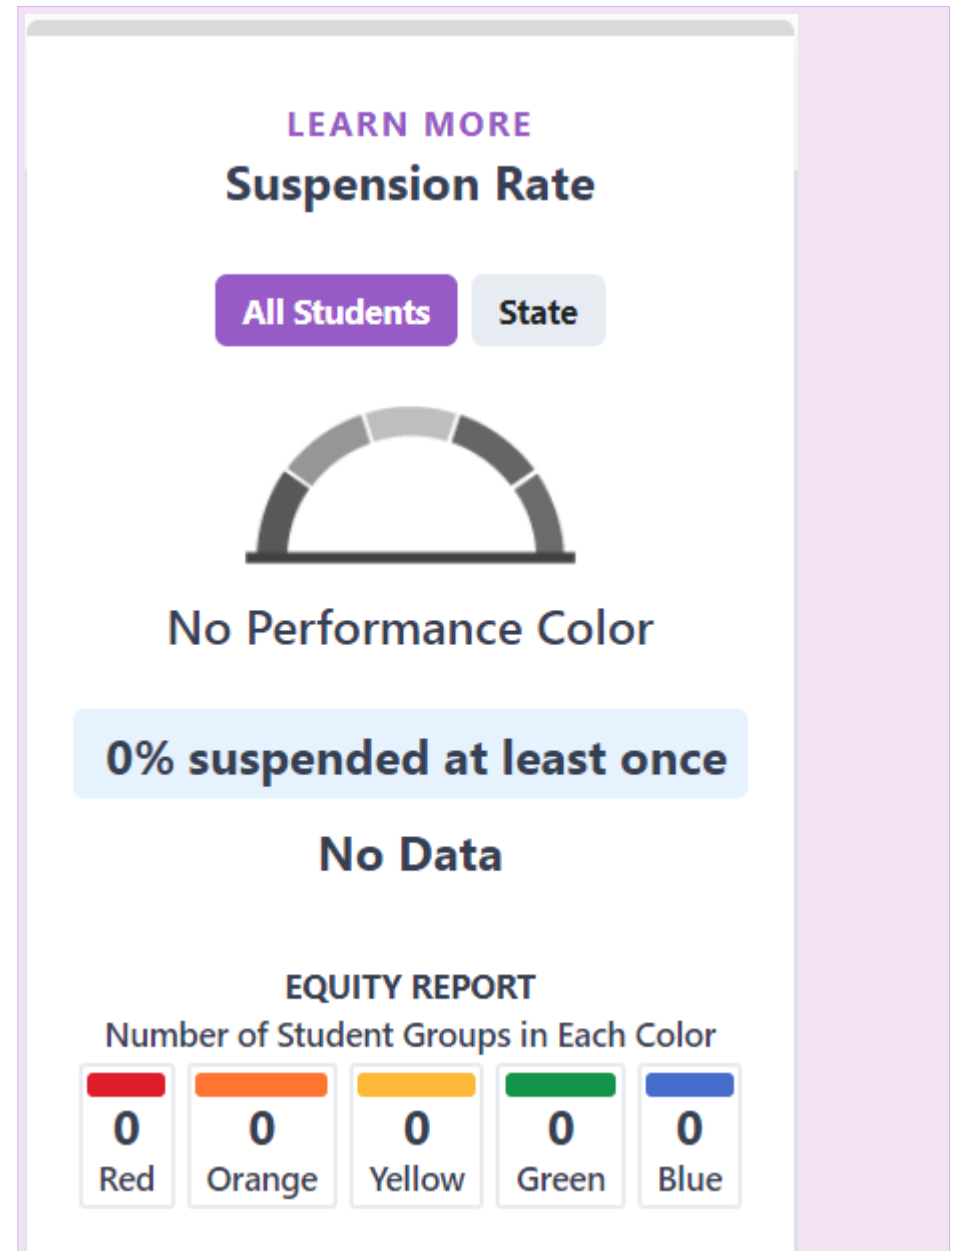 LEARN MORE
Suspension Rate
All Students State
No Performance Color
0% suspended at least once
No Data
EQUITY REPORT
Number of Student Groups in Each Color
0 0 0 0 0
Red Orange Yellow Green Blue